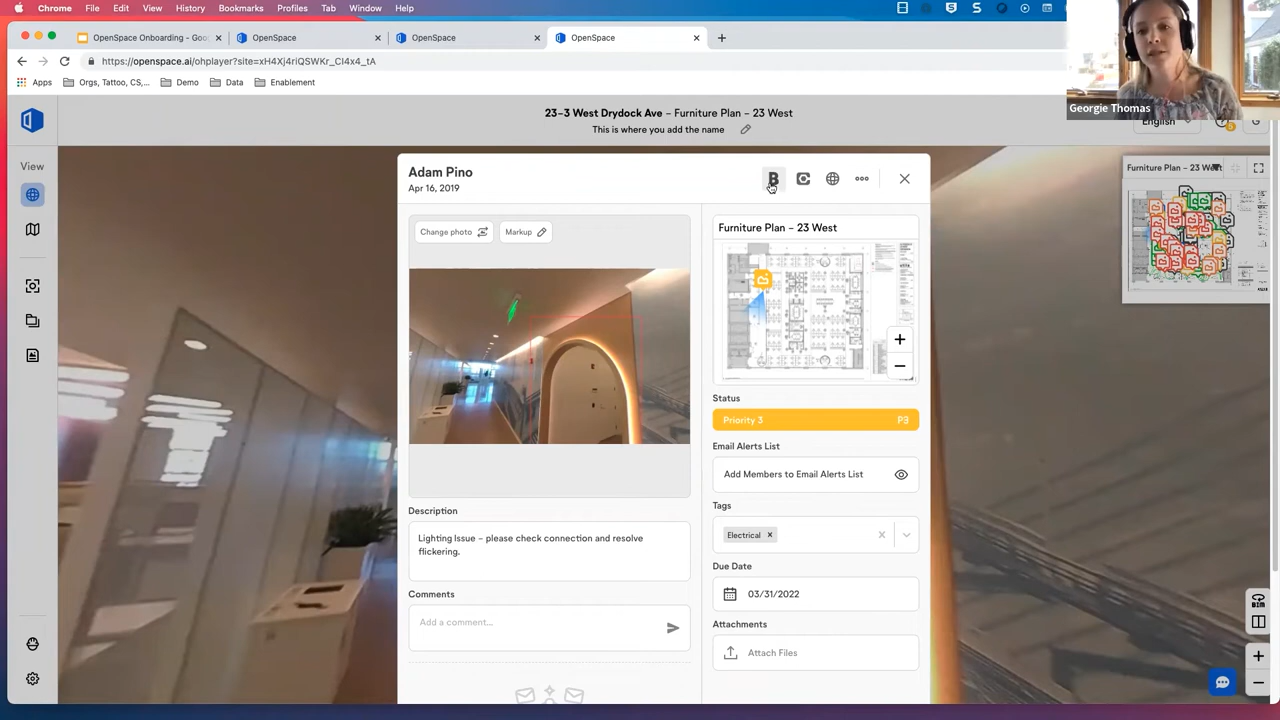 Chrome File Edit View History Bookmarks Profiles Tab Window Help
OpenSpace Onboarding – Goo
OpenSpace
OpenSpace
OpenSpace
https://openspace.ai/ohplayer?site=xH4Xj4riQSWKr_CI4x4_tA
Apps
Orgs, Tattoo, CS,...
Demo
Data
Enablement
Georgie Thomas
23-3 West Drydock Ave – Furniture Plan – 23 West
This is where you add the name
English
5
G
View
Adam Pino
Apr 16, 2019
B
Furniture Plan – 23 Wes
Change photo
Markup
Furniture Plan – 23 West
Status
Priority 3 P3
Email Alerts List
Add Members to Email Alerts List
Tags
Electrical x
Due Date
03/31/2022
Attachments
Attach Files
Description
Lighting Issue – please check connection and resolve
flickering.
Comments
Add a comment...
BIM